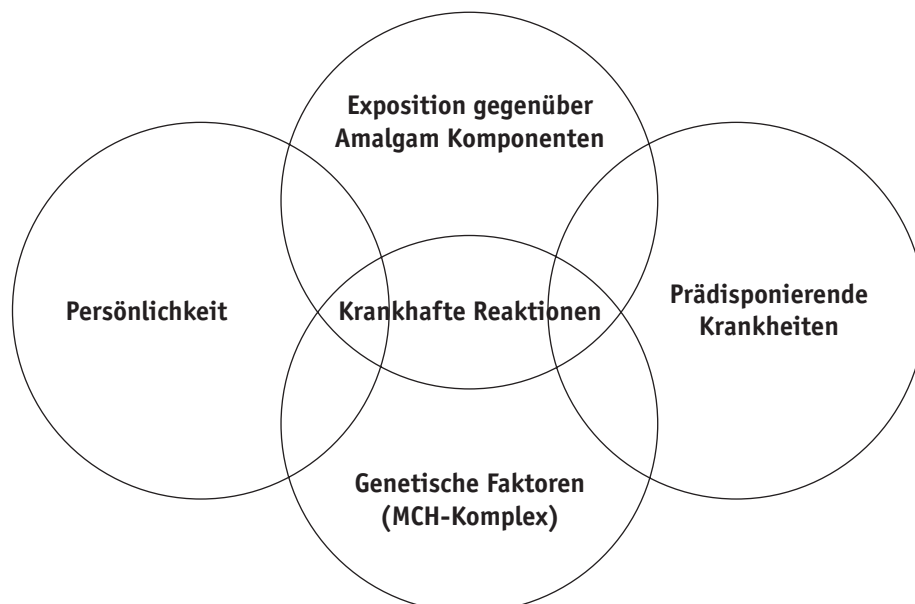 Exposition gegenüber
Amalgam Komponenten
Persönlichkeit
Krankhafte Reaktionen
Prädisponierende
Krankheiten
Genetische Faktoren
(MCH-Komplex)